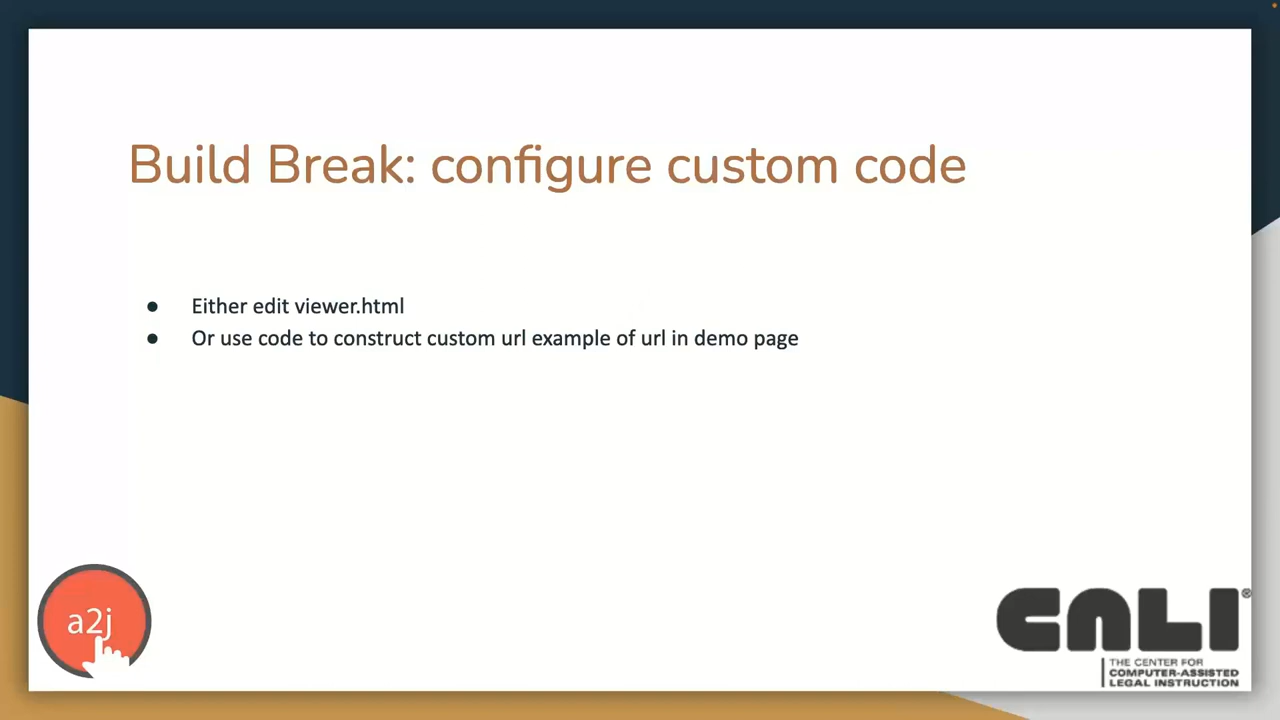 Build Break: configure custom code
● Either edit viewer.html
● Or use code to construct custom url example of url in demo page
a2j
CALI®
THE CENTER FOR
COMPUTER-ASSISTED
LEGAL INSTRUCTION